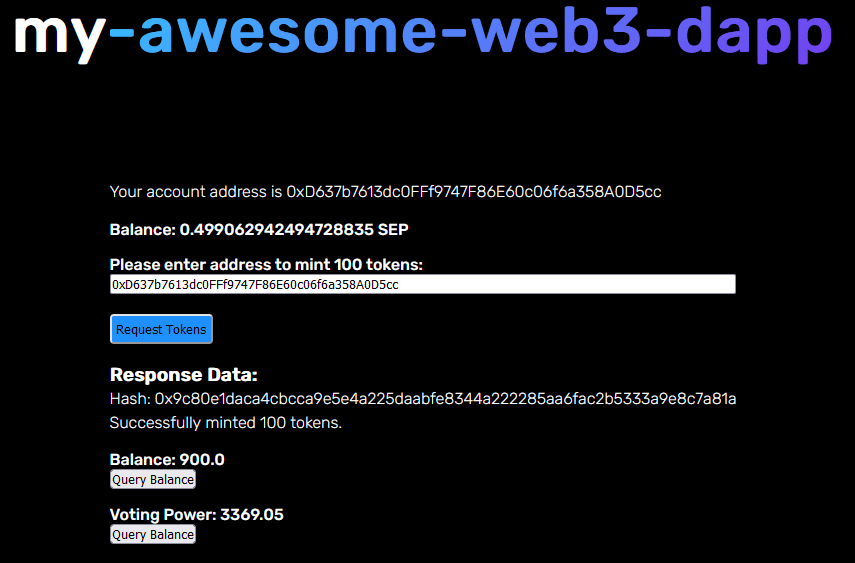 my-awesome-web3-dapp
Your account address is 0xD637b7613dc0FFf9747F86E60c06f6a358A0D5cc
Balance: 0.499062942494728835 SEP
Please enter address to mint 100 tokens:
0xD637b7613dc0FFf9747F86E60c06f6a358A0D5cc
Request Tokens
Response Data:
Hash: 0x9c80e1daca4cbcca9e5e4a225daabfe8344a222285aa6fac2b5333a9e8c7a81a
Successfully minted 100 tokens.
Balance: 900.0
Query Balance
Voting Power: 3369.05
Query Balance